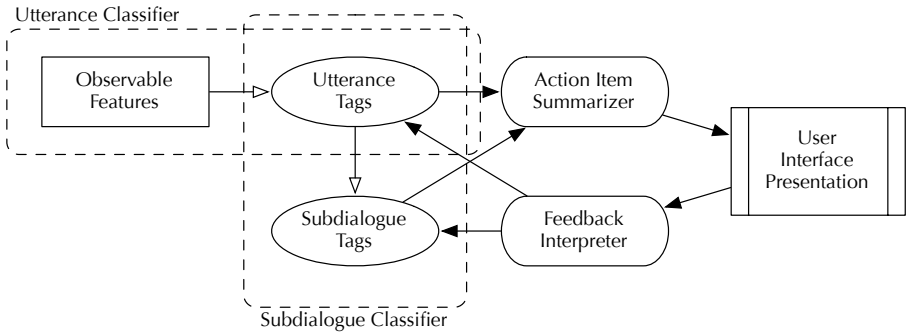 Utterance Classifier
Observable
Features
Utterance
Tags
Action Item
Summarizer
User
Interface
Presentation
Subdialogue
Tags
Feedback
Interpreter
Subdialogue Classifier